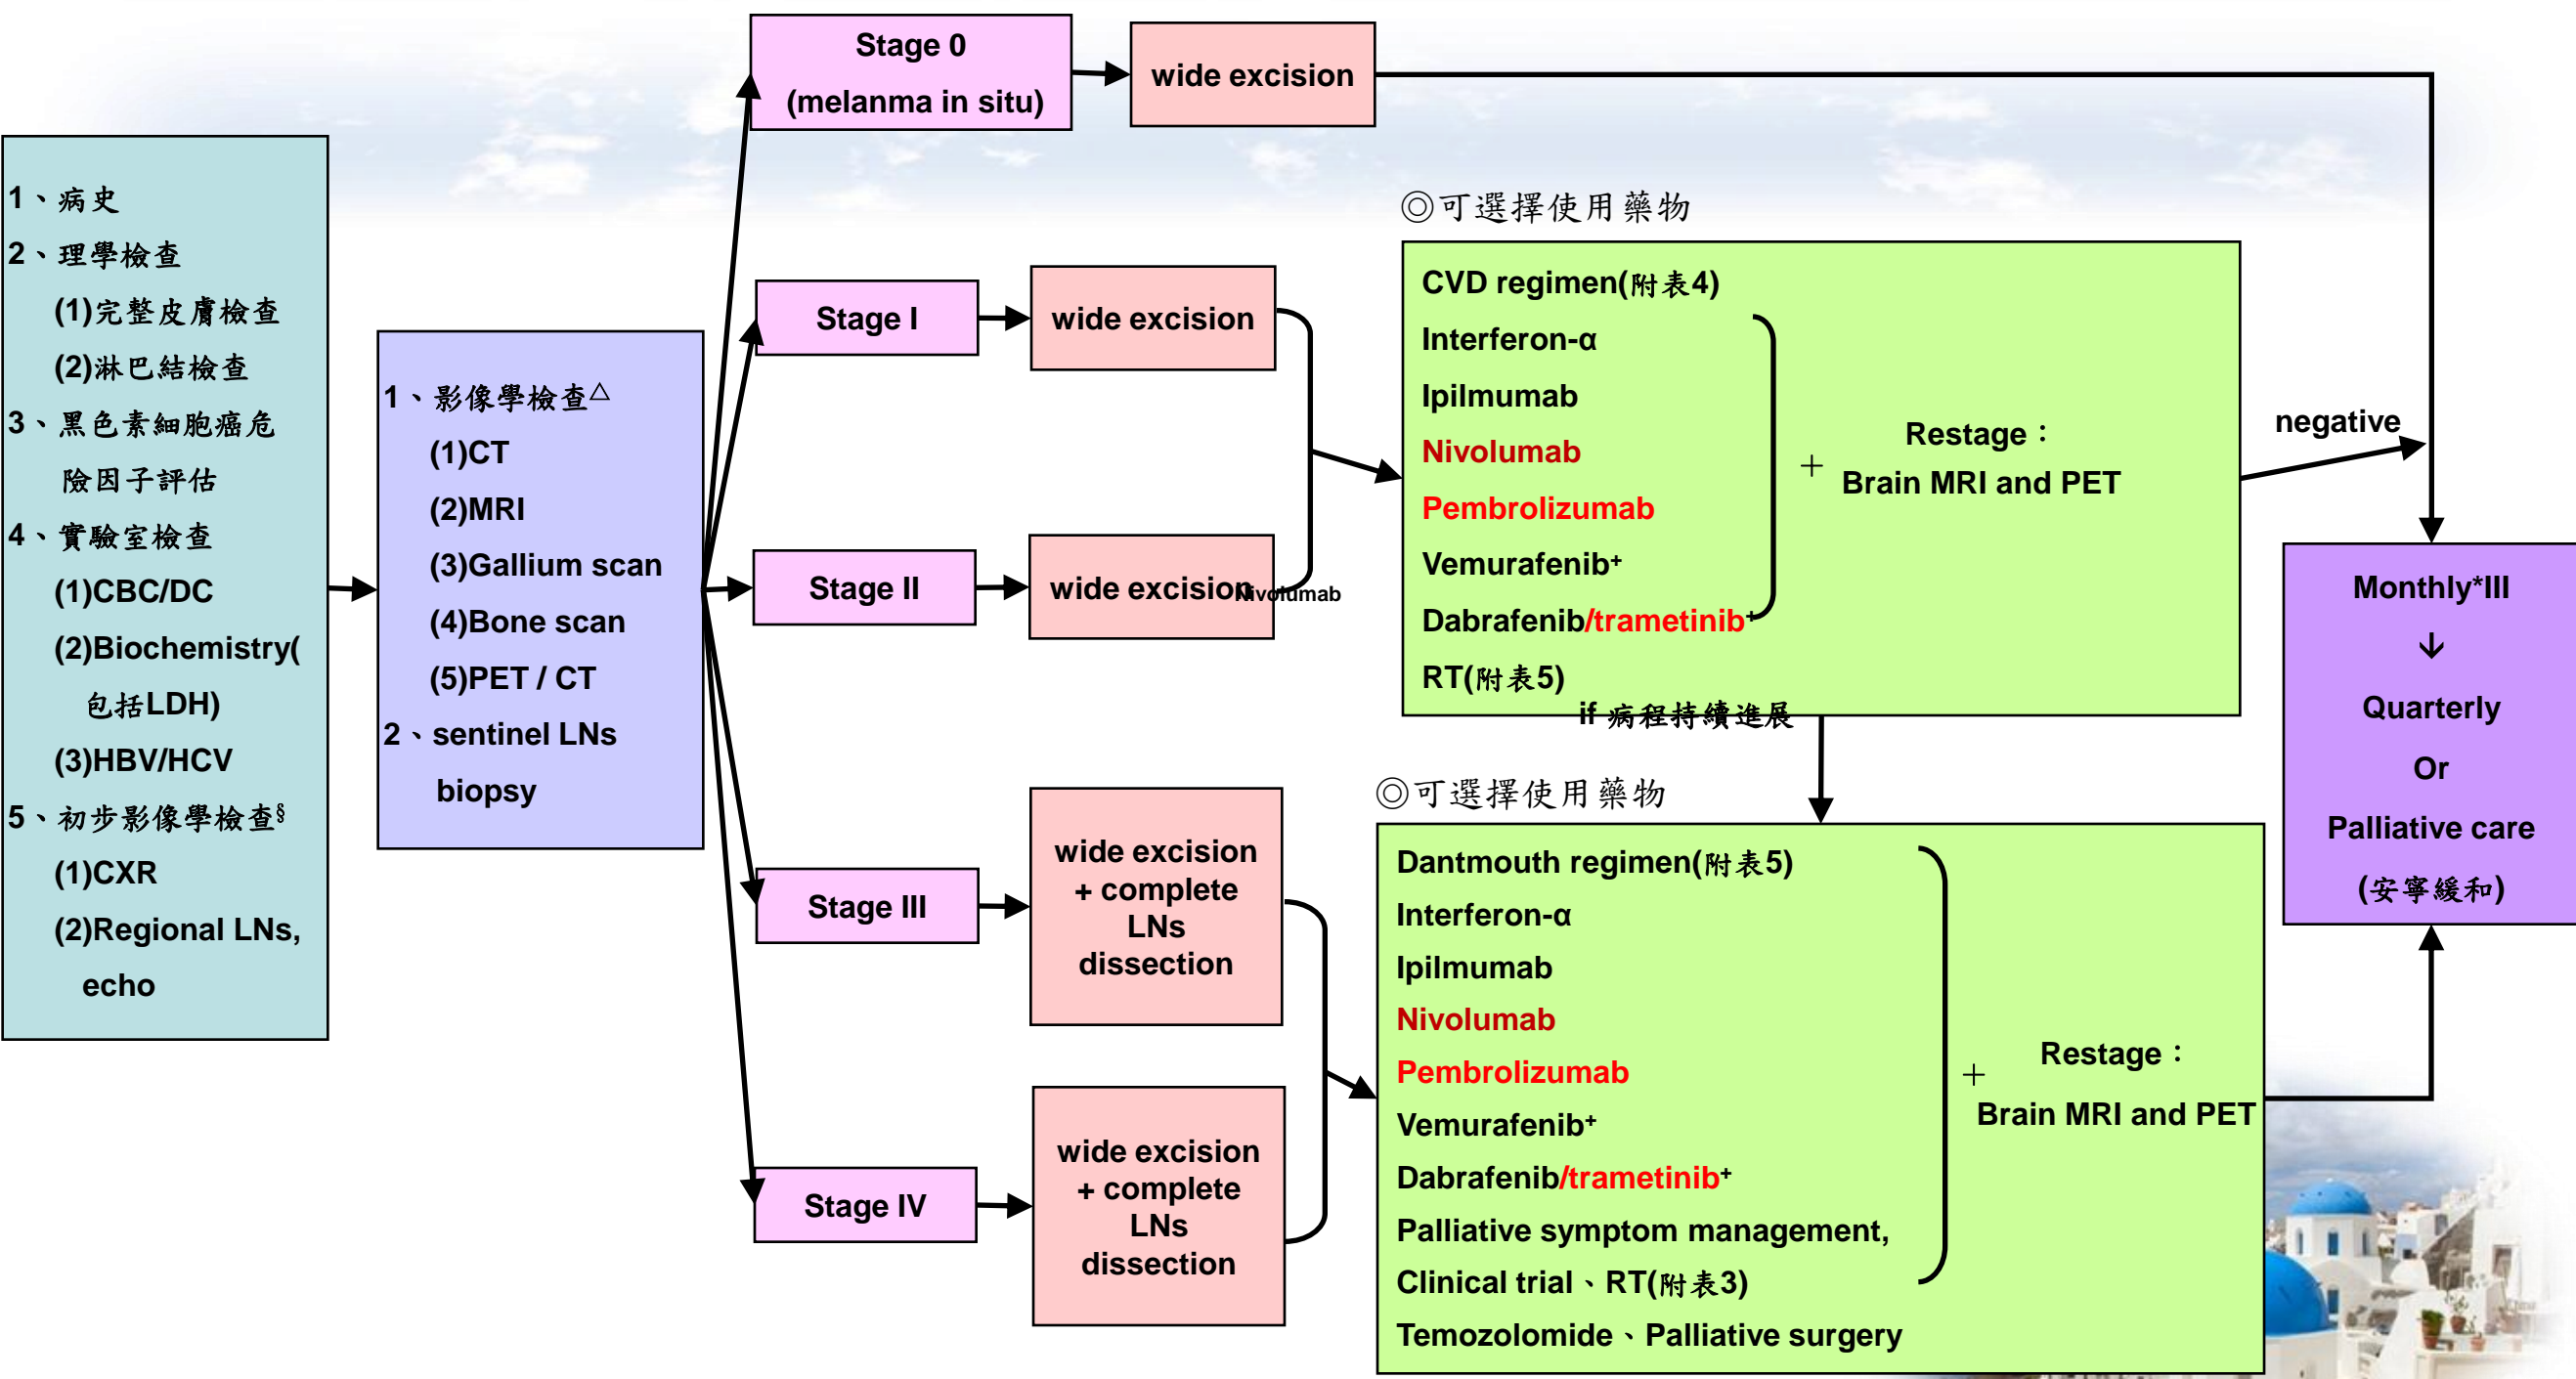 1、病史
2、理學檢查
(1)完整皮膚檢查
(2)淋巴結檢查
3、黑色素細胞癌危
險因子評估
4、實驗室檢查
(1)CBC/DC
(2)Biochemistry(
包括LDH)
(3)HBV/HCV
5、初步影像學檢查§
(1)CXR
(2)Regional LNs,
echo
1、影像學檢查△
(1)CT
(2)MRI
(3)Gallium scan
(4)Bone scan
(5)PET / CT
2、sentinel LNs
biopsy
Stage 0
(melanma in situ)
wide excision
Stage I
wide excision
Stage II
wide excision
Nivolumab
Stage III
wide excision
+ complete
LNs
dissection
Stage IV
wide excision
+ complete
LNs
dissection
◎可選擇使用藥物
CVD regimen(附表4)
Interferon-α
Ipilmumab
Nivolumab
Pembrolizumab
Vemurafenib+
Dabrafenib/trametinib+
RT(附表5)
+
Restage：
Brain MRI and PET
negative
if 病程持續進展
◎可選擇使用藥物
Dantmouth regimen(附表5)
Interferon-α
Ipilmumab
Nivolumab
Pembrolizumab
Vemurafenib+
Dabrafenib/trametinib+
Palliative symptom management,
Clinical trial、RT(附表3)
Temozolomide、Palliative surgery
+
Restage：
Brain MRI and PET
Monthly*III
↓
Quarterly
Or
Palliative care
(安寧緩和)